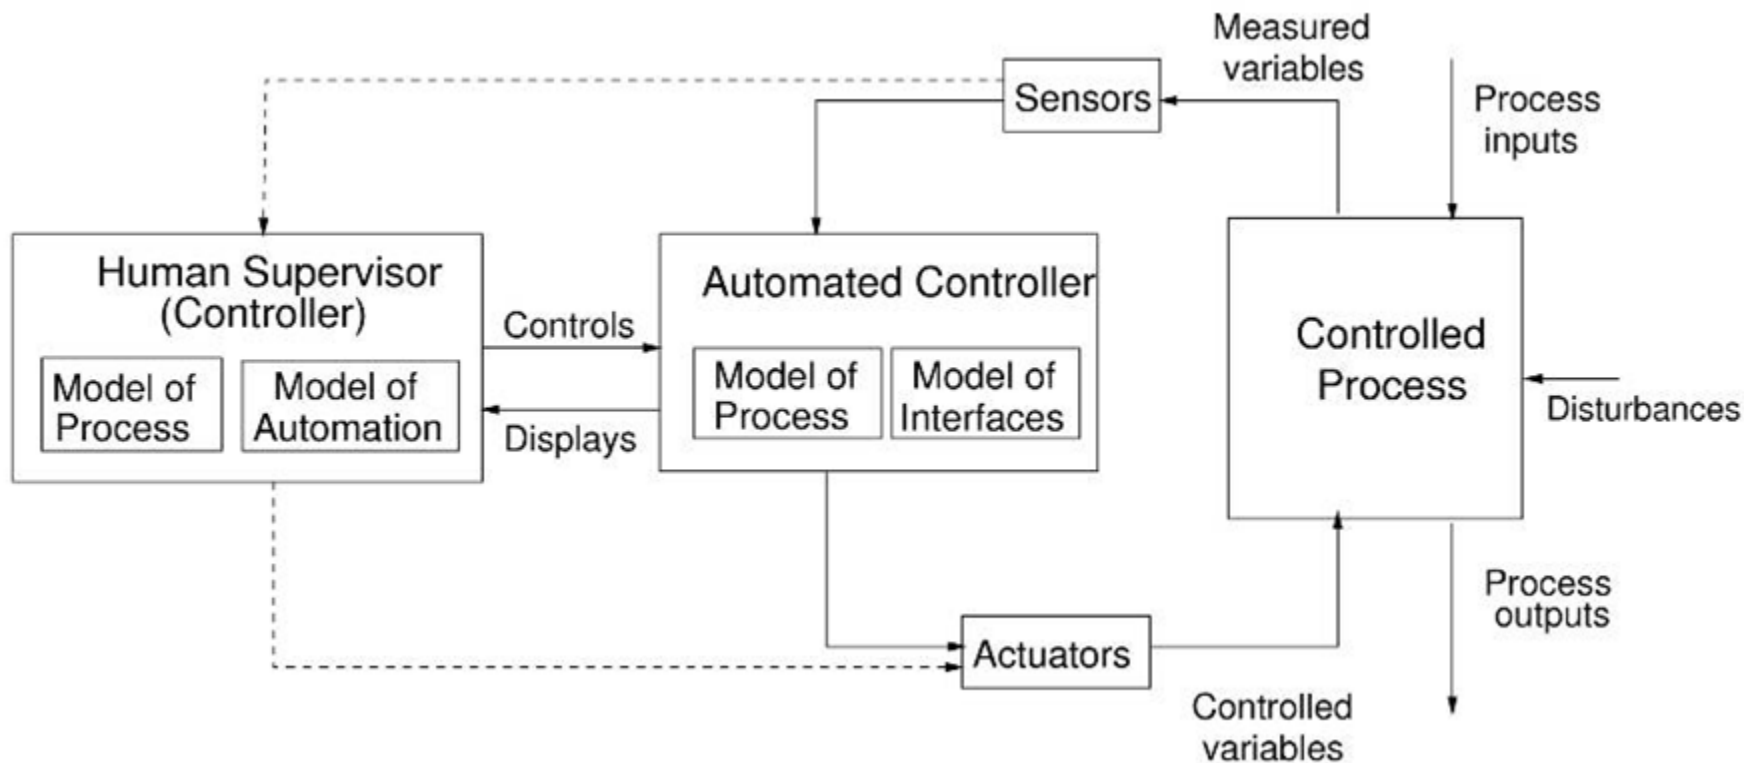 Measured
variables
Sensors
Process
inputs
Human Supervisor
(Controller)
Model of
Process
Model of
Automation
Controls
Displays
Automated Controller
Model of
Process
Model of
Interfaces
Controlled
Process
Disturbances
Process
outputs
Actuators
Controlled
variables